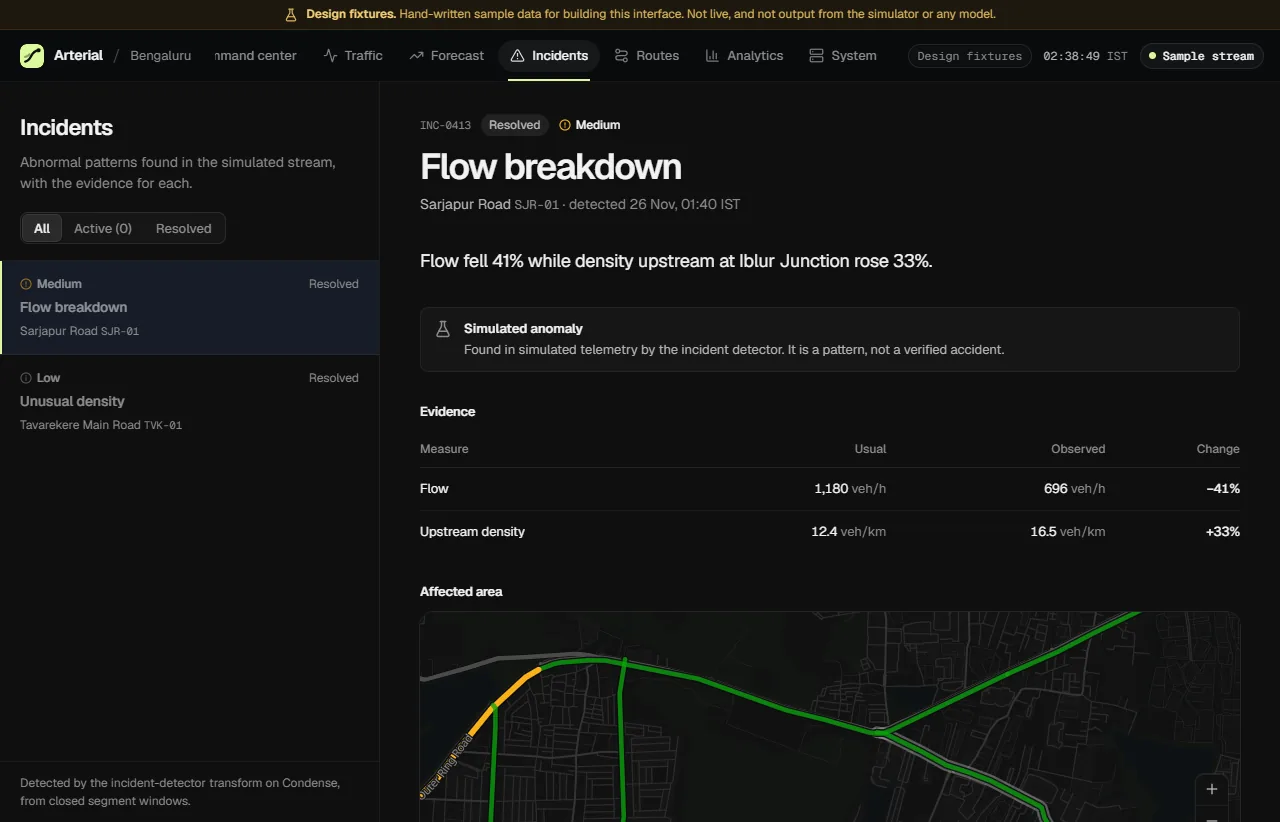 Design fixtures. Hand-written sample data for building this interface. Not live, and not output from the simulator or any model.
Arterial / Bengaluru mmand center Traffic Forecast Incidents Routes Analytics System Design fixtures 02:38:49 IST Sample stream
Incidents
Abnormal patterns found in the simulated stream,
with the evidence for each.
All Active (0) Resolved
Medium Resolved
Flow breakdown
Sarjapur Road SJR-01
Low Resolved
Unusual density
Tavarekere Main Road TVK-01
Detected by the incident-detector transform on Condense,
from closed segment windows.
INC-0413 Resolved Medium
Flow breakdown
Sarjapur Road SJR-01 · detected 26 Nov, 01:40 IST
Flow fell 41% while density upstream at Iblur Junction rose 33%.
Simulated anomaly
Found in simulated telemetry by the incident detector. It is a pattern, not a verified accident.
Evidence
Measure Usual Observed Change
Flow 1,180 veh/h 696 veh/h −41%
Upstream density 12.4 veh/km 16.5 veh/km +33%
Affected area
Outer Ring Road
+